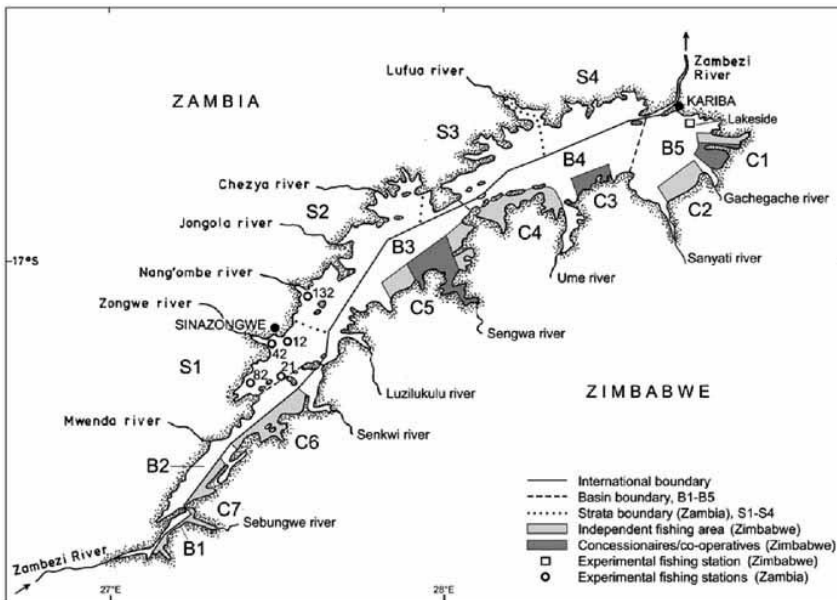 Zambezi
River
Lufua river
S4
KARIBA
ZAMBIA
Lakeside
S3
B5
C1
B4
Chezya river
C3
Gachegache river
S2
C2
Jongola river
C4
B3
Sanyati river
17°S
Ume river
Nang'ombe river
132
C5
Zongwe river
SINAZONGWE
12
Sengwa river
42
S1
21
82
ZIMBABWE
Luzilukulu river
Mwenda river
8
Senkwi river
C6
B2
C7
Sebungwe river
B1
Zambezi River
International boundary
Basin boundary, B1-B5
Strata boundary (Zambia), S1-S4
Independent fishing area (Zimbabwe)
Concessionaires/co-operatives (Zimbabwe)
Experimental fishing station (Zimbabwe)
Experimental fishing stations (Zambia)
27°E
28°E